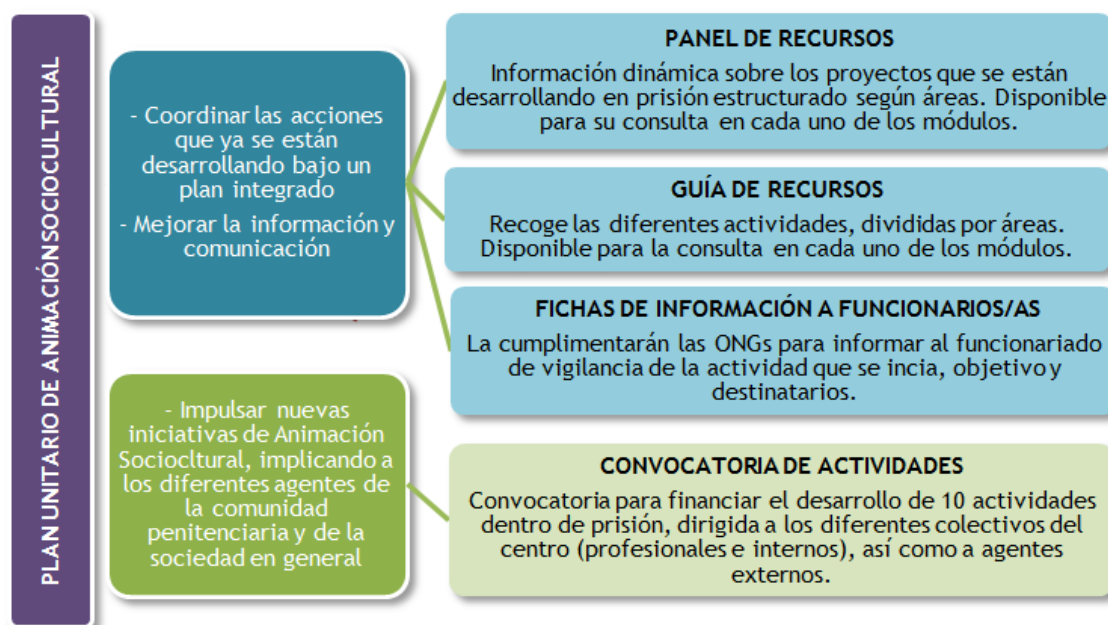 PLAN UNITARIO DE ANIMACIÓN SOCIOCULTURAL
- Coordinar las acciones
que ya se están
desarrollando bajo un
plan integrado
- Mejorar la información y
comunicación
PANEL DE RECURSOS
Información dinámica sobre los proyectos que se están
desarrollando en prisión estructurado según áreas. Disponible
para su consulta en cada uno de los módulos.
GUÍA DE RECURSOS
Recoge las diferentes actividades, divididas por áreas.
Disponible para la consulta en cada uno de los módulos.
FICHAS DE INFORMACIÓN A FUNCIONARIOS/AS
La cumplimentarán las ONGs para informar al funcionariado
de vigilancia de la actividad que se incia, objetivo y
destinatarios.
- Impulsar nuevas
iniciativas de Animación
Sociocltural, implicando a
los diferentes agentes de
la comunidad
penitenciaria y de la
sociedad en general
CONVOCATORIA DE ACTIVIDADES
Convocatoria para financiar el desarrollo de 10 actividades
dentro de prisión, dirigida a los diferentes colectivos del
centro (profesionales e internos), así como a agentes
externos.